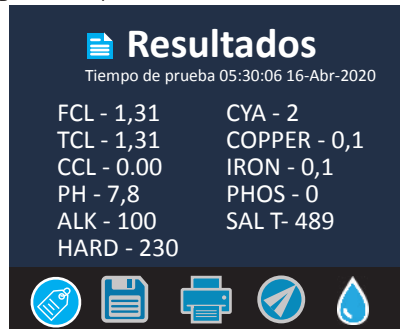 Resultados
Tiempo de prueba 05:30:06 16-Abr-2020
FCL - 1,31
TCL - 1,31
CCL - 0.00
PH - 7,8
ALK - 100
HARD - 230
CYA - 2
COPPER - 0,1
IRON - 0,1
PHOS - 0
SAL T- 489